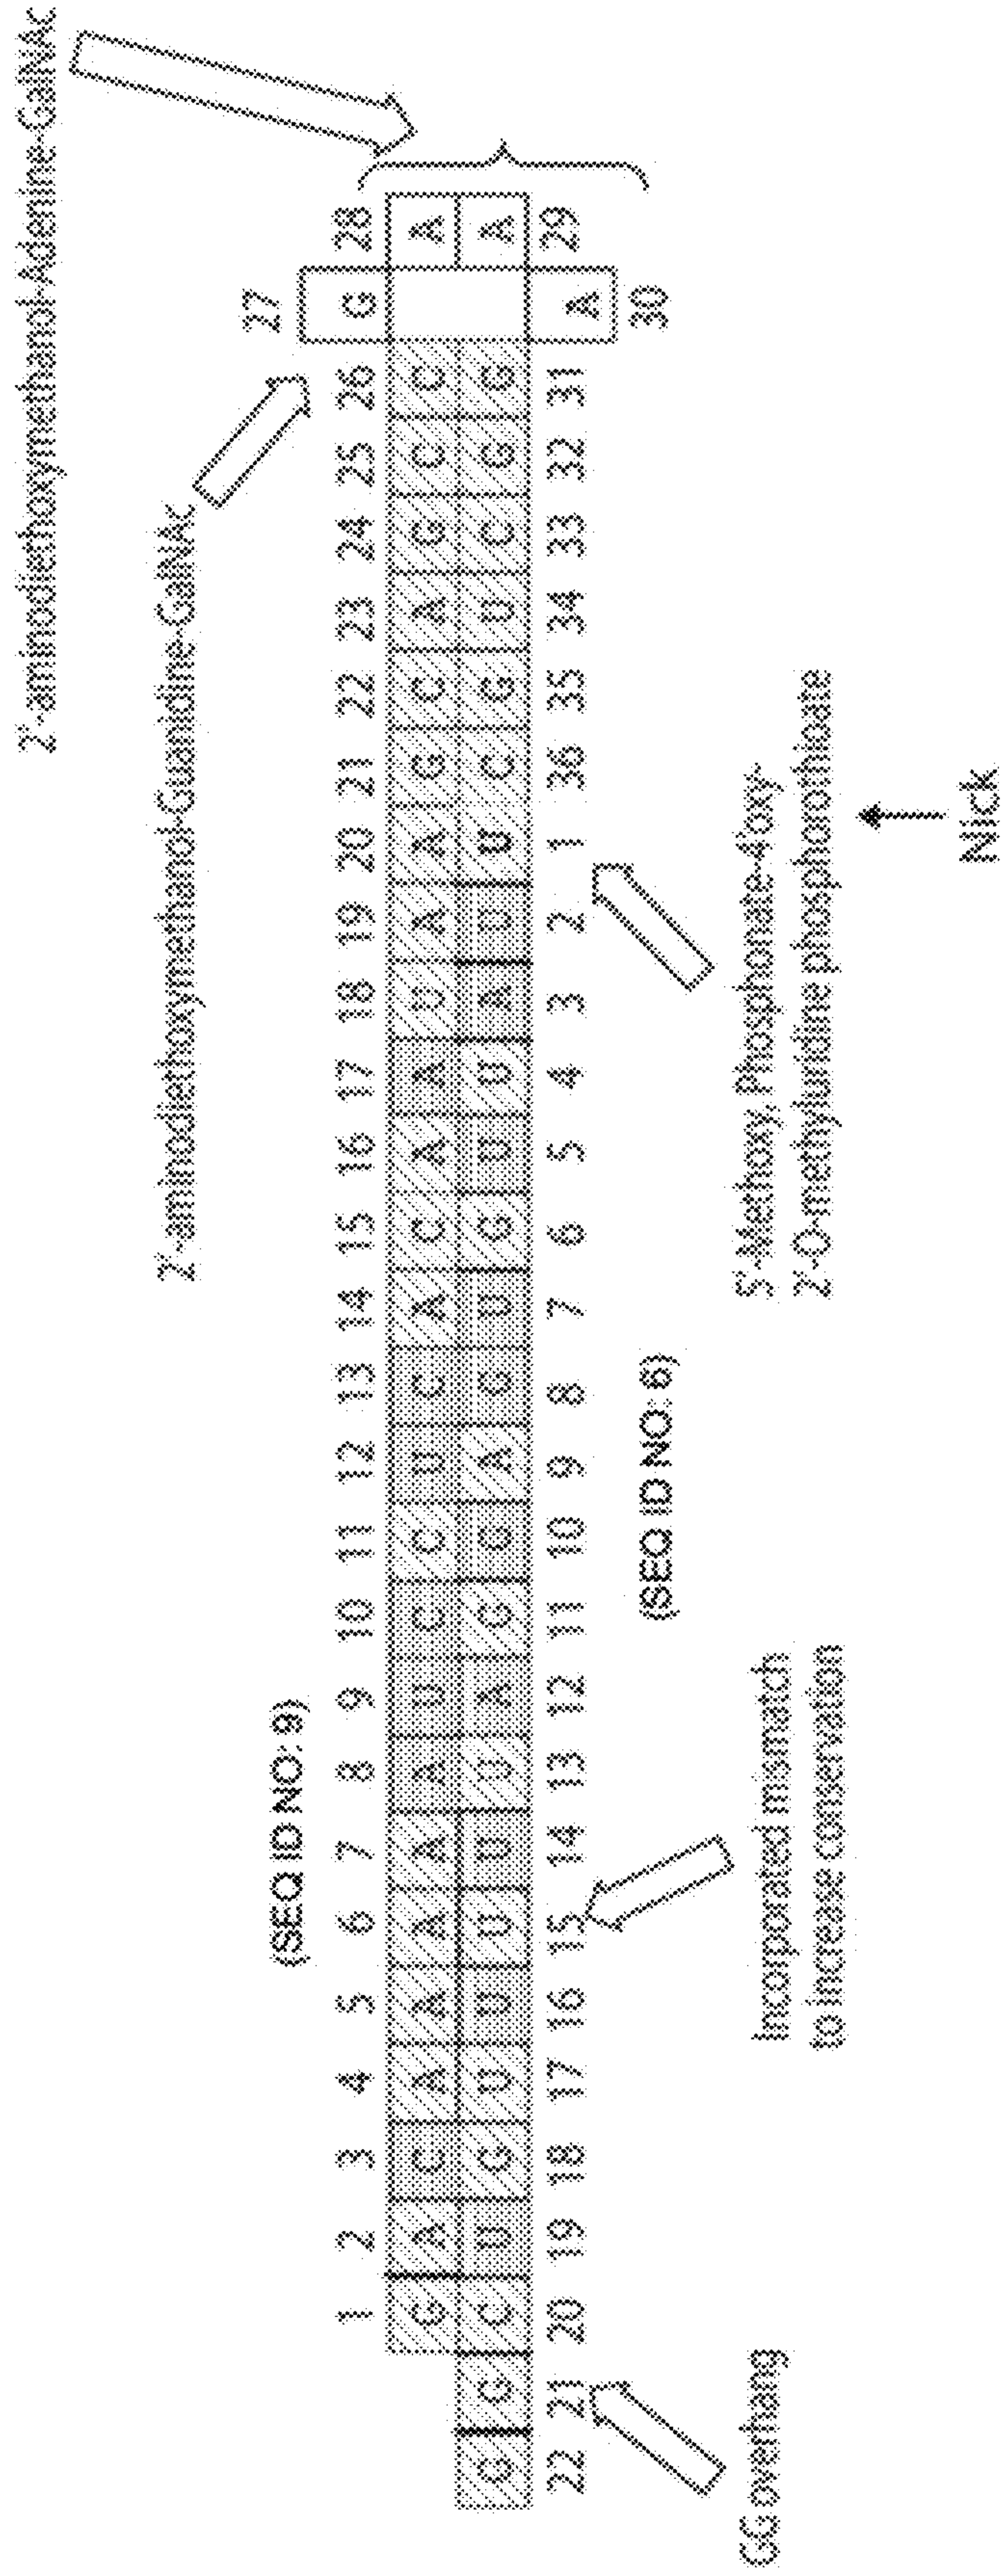 2'-aminodiethoxymethanol-Adenine-GalNAc
2'-aminodiethoxymethanol-Guanidine-GalNAc
27
(SEQ ID NO: 9)
1 2 3 4 5 6 7 8 9 10 11 12 13 14 15 16 17 18 19 20 21 22 23 24 25 26 G 28
G A C A A A A A U C C U C A C A A U A A G C A G C C A
G G C U G U U U U U A G G A G U G U U A U U C G U C G G A
22 21 20 19 18 17 16 15 14 13 12 11 10 9 8 7 6 5 4 3 2 1 36 35 34 33 32 31 A 29
30
(SEQ ID NO: 6)
GG overhang
Incorporated mismatch
to increase conservation
5'-Methoxy, Phosphonate-4'oxy-
2'-O-methyluridine phosphorothioate
Nick